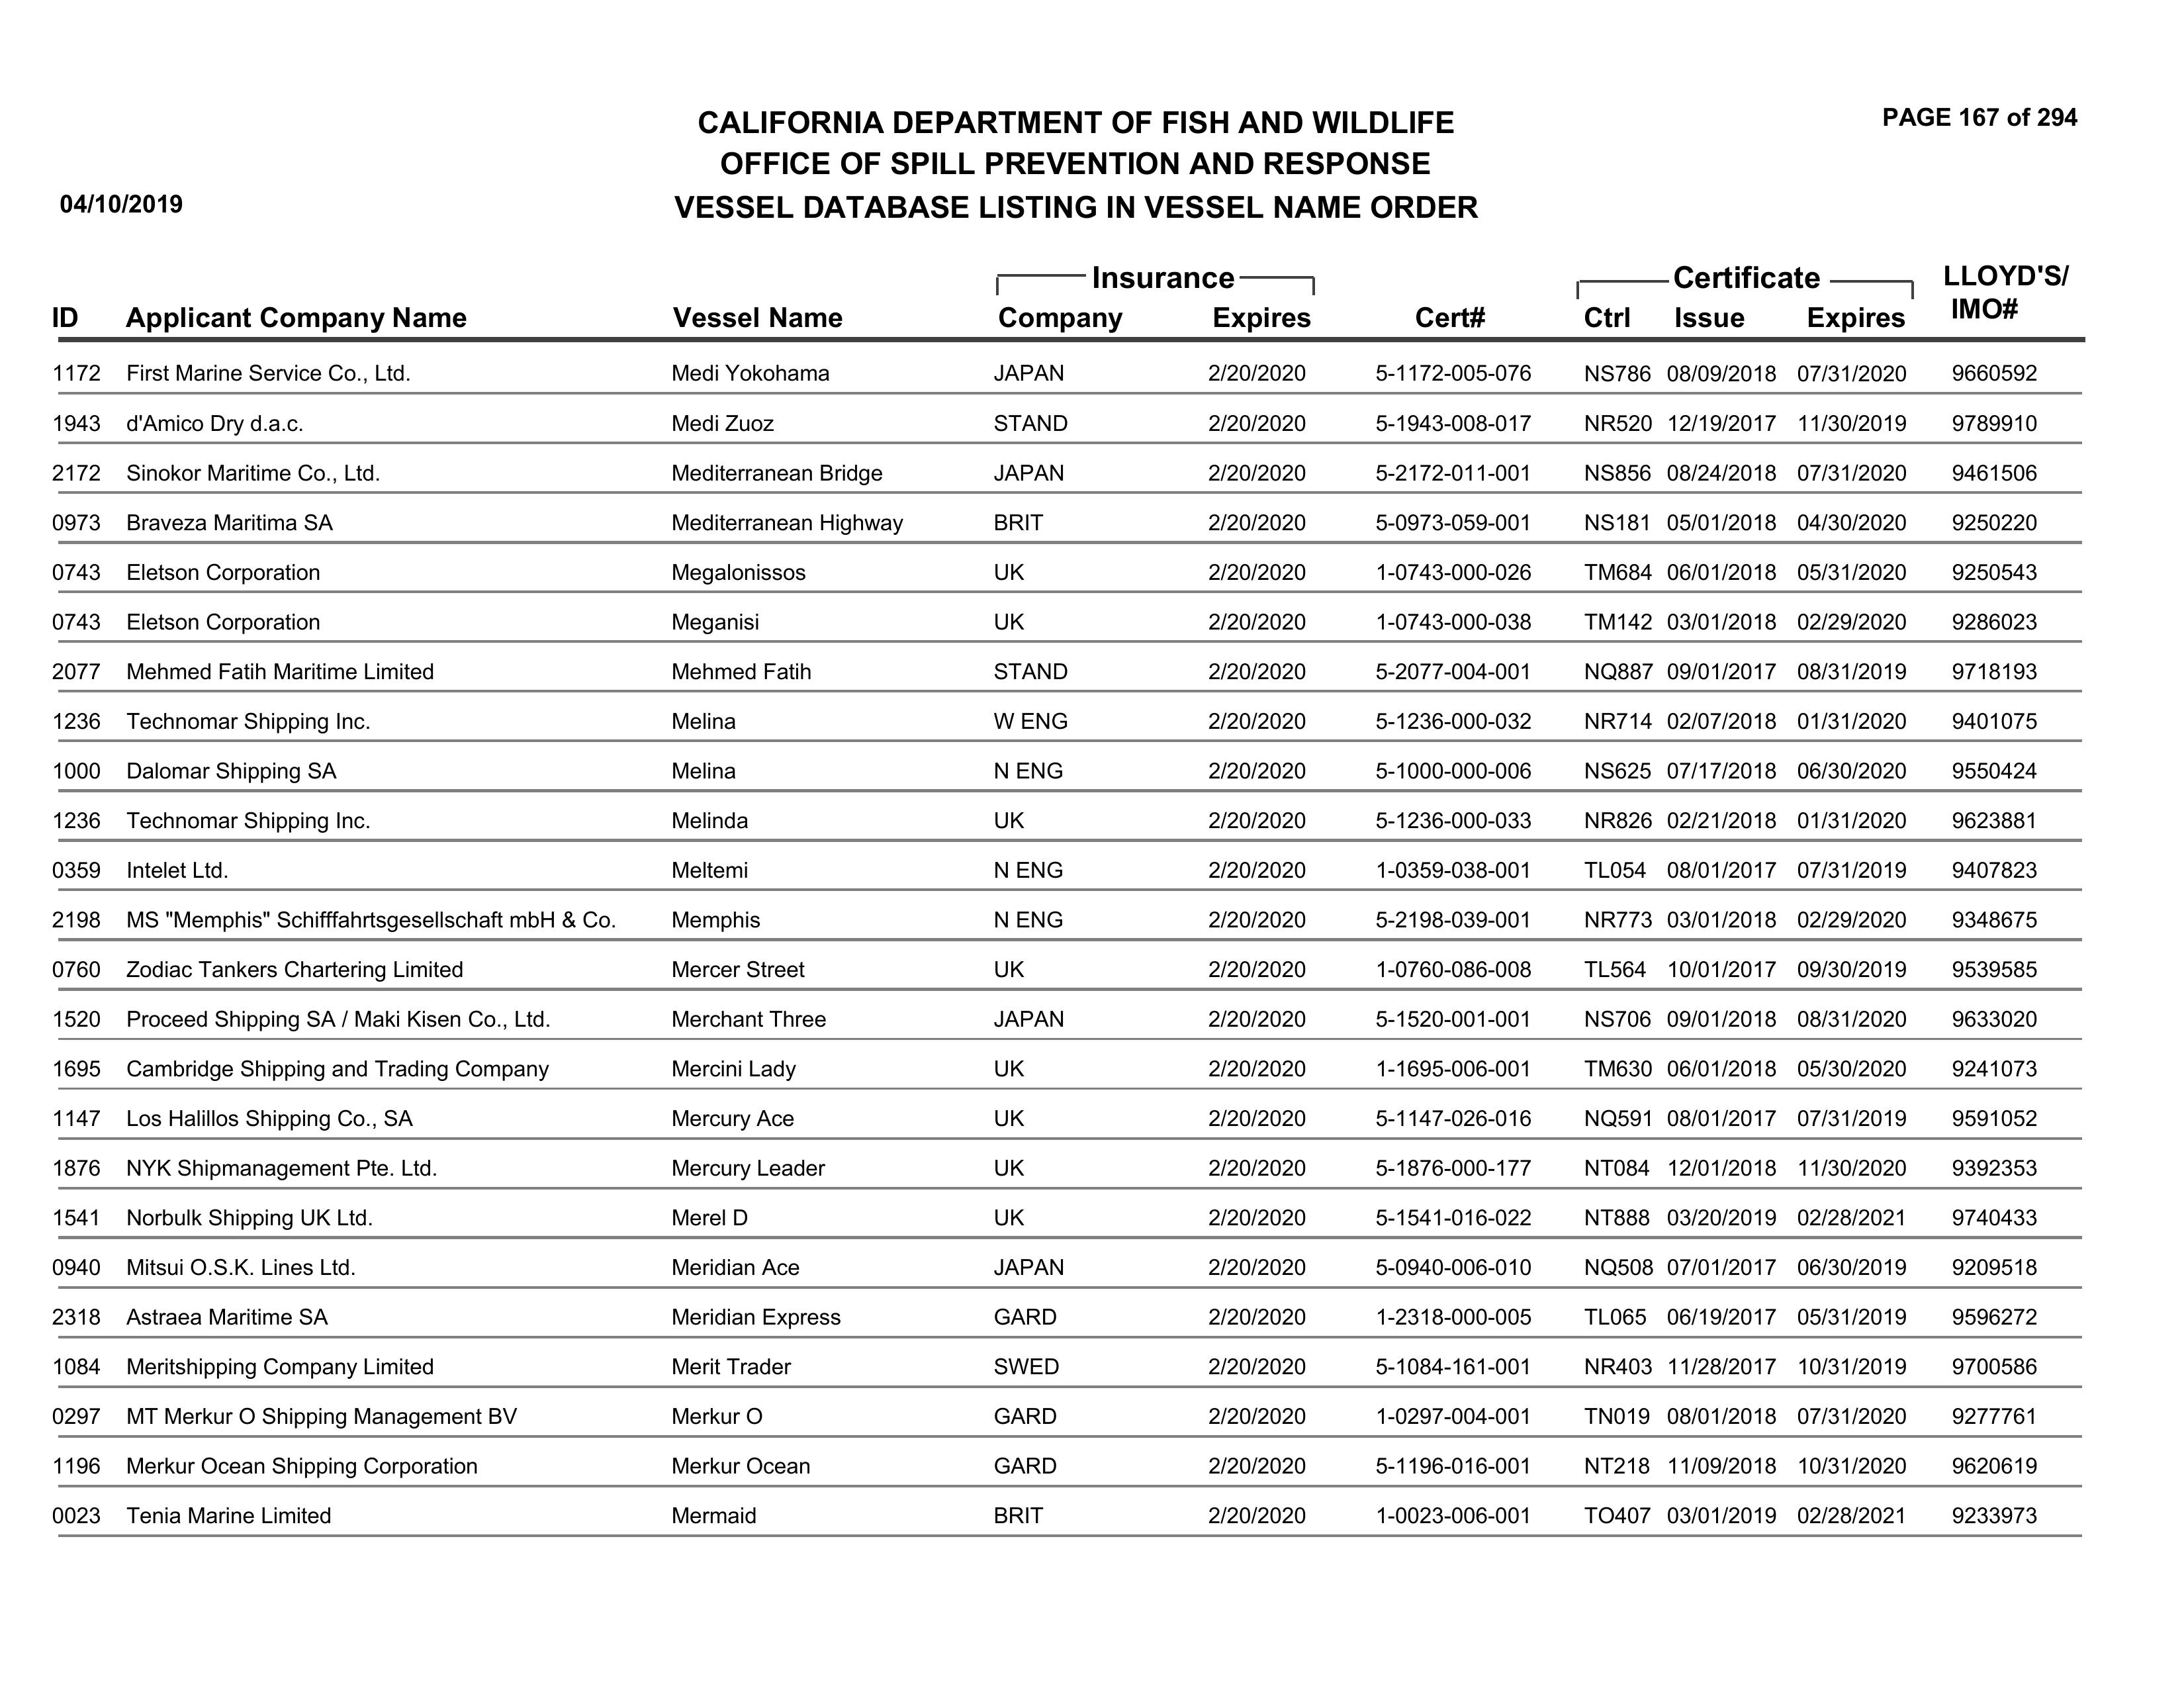 PAGE 167 of 294
CALIFORNIA DEPARTMENT OF FISH AND WILDLIFE
OFFICE OF SPILL PREVENTION AND RESPONSE
04/10/2019 VESSEL DATABASE LISTING IN VESSEL NAME ORDER
Insurance Certificate LLOYD'S/
ID Applicant Company Name Vessel Name Company Expires Cert# Ctrl Issue Expires IMO#
1172 First Marine Service Co., Ltd. Medi Yokohama JAPAN 2/20/2020 5-1172-005-076 NS786 08/09/2018 07/31/2020 9660592
1943 d'Amico Dry d.a.c. Medi Zuoz STAND 2/20/2020 5-1943-008-017 NR520 12/19/2017 11/30/2019 9789910
2172 Sinokor Maritime Co., Ltd. Mediterranean Bridge JAPAN 2/20/2020 5-2172-011-001 NS856 08/24/2018 07/31/2020 9461506
0973 Braveza Maritima SA Mediterranean Highway BRIT 2/20/2020 5-0973-059-001 NS181 05/01/2018 04/30/2020 9250220
0743 Eletson Corporation Megalonissos UK 2/20/2020 1-0743-000-026 TM684 06/01/2018 05/31/2020 9250543
0743 Eletson Corporation Meganisi UK 2/20/2020 1-0743-000-038 TM142 03/01/2018 02/29/2020 9286023
2077 Mehmed Fatih Maritime Limited Mehmed Fatih STAND 2/20/2020 5-2077-004-001 NQ887 09/01/2017 08/31/2019 9718193
1236 Technomar Shipping Inc. Melina W ENG 2/20/2020 5-1236-000-032 NR714 02/07/2018 01/31/2020 9401075
1000 Dalomar Shipping SA Melina N ENG 2/20/2020 5-1000-000-006 NS625 07/17/2018 06/30/2020 9550424
1236 Technomar Shipping Inc. Melinda UK 2/20/2020 5-1236-000-033 NR826 02/21/2018 01/31/2020 9623881
0359 Intelet Ltd. Meltemi N ENG 2/20/2020 1-0359-038-001 TL054 08/01/2017 07/31/2019 9407823
2198 MS "Memphis" Schifffahrtsgesellschaft mbH & Co. Memphis N ENG 2/20/2020 5-2198-039-001 NR773 03/01/2018 02/29/2020 9348675
0760 Zodiac Tankers Chartering Limited Mercer Street UK 2/20/2020 1-0760-086-008 TL564 10/01/2017 09/30/2019 9539585
1520 Proceed Shipping SA / Maki Kisen Co., Ltd. Merchant Three JAPAN 2/20/2020 5-1520-001-001 NS706 09/01/2018 08/31/2020 9633020
1695 Cambridge Shipping and Trading Company Mercini Lady UK 2/20/2020 1-1695-006-001 TM630 06/01/2018 05/30/2020 9241073
1147 Los Halillos Shipping Co., SA Mercury Ace UK 2/20/2020 5-1147-026-016 NQ591 08/01/2017 07/31/2019 9591052
1876 NYK Shipmanagement Pte. Ltd. Mercury Leader UK 2/20/2020 5-1876-000-177 NT084 12/01/2018 11/30/2020 9392353
1541 Norbulk Shipping UK Ltd. Merel D UK 2/20/2020 5-1541-016-022 NT888 03/20/2019 02/28/2021 9740433
0940 Mitsui O.S.K. Lines Ltd. Meridian Ace JAPAN 2/20/2020 5-0940-006-010 NQ508 07/01/2017 06/30/2019 9209518
2318 Astraea Maritime SA Meridian Express GARD 2/20/2020 1-2318-000-005 TL065 06/19/2017 05/31/2019 9596272
1084 Meritshipping Company Limited Merit Trader SWED 2/20/2020 5-1084-161-001 NR403 11/28/2017 10/31/2019 9700586
0297 MT Merkur O Shipping Management BV Merkur O GARD 2/20/2020 1-0297-004-001 TN019 08/01/2018 07/31/2020 9277761
1196 Merkur Ocean Shipping Corporation Merkur Ocean GARD 2/20/2020 5-1196-016-001 NT218 11/09/2018 10/31/2020 9620619
0023 Tenia Marine Limited Mermaid BRIT 2/20/2020 1-0023-006-001 TO407 03/01/2019 02/28/2021 9233973